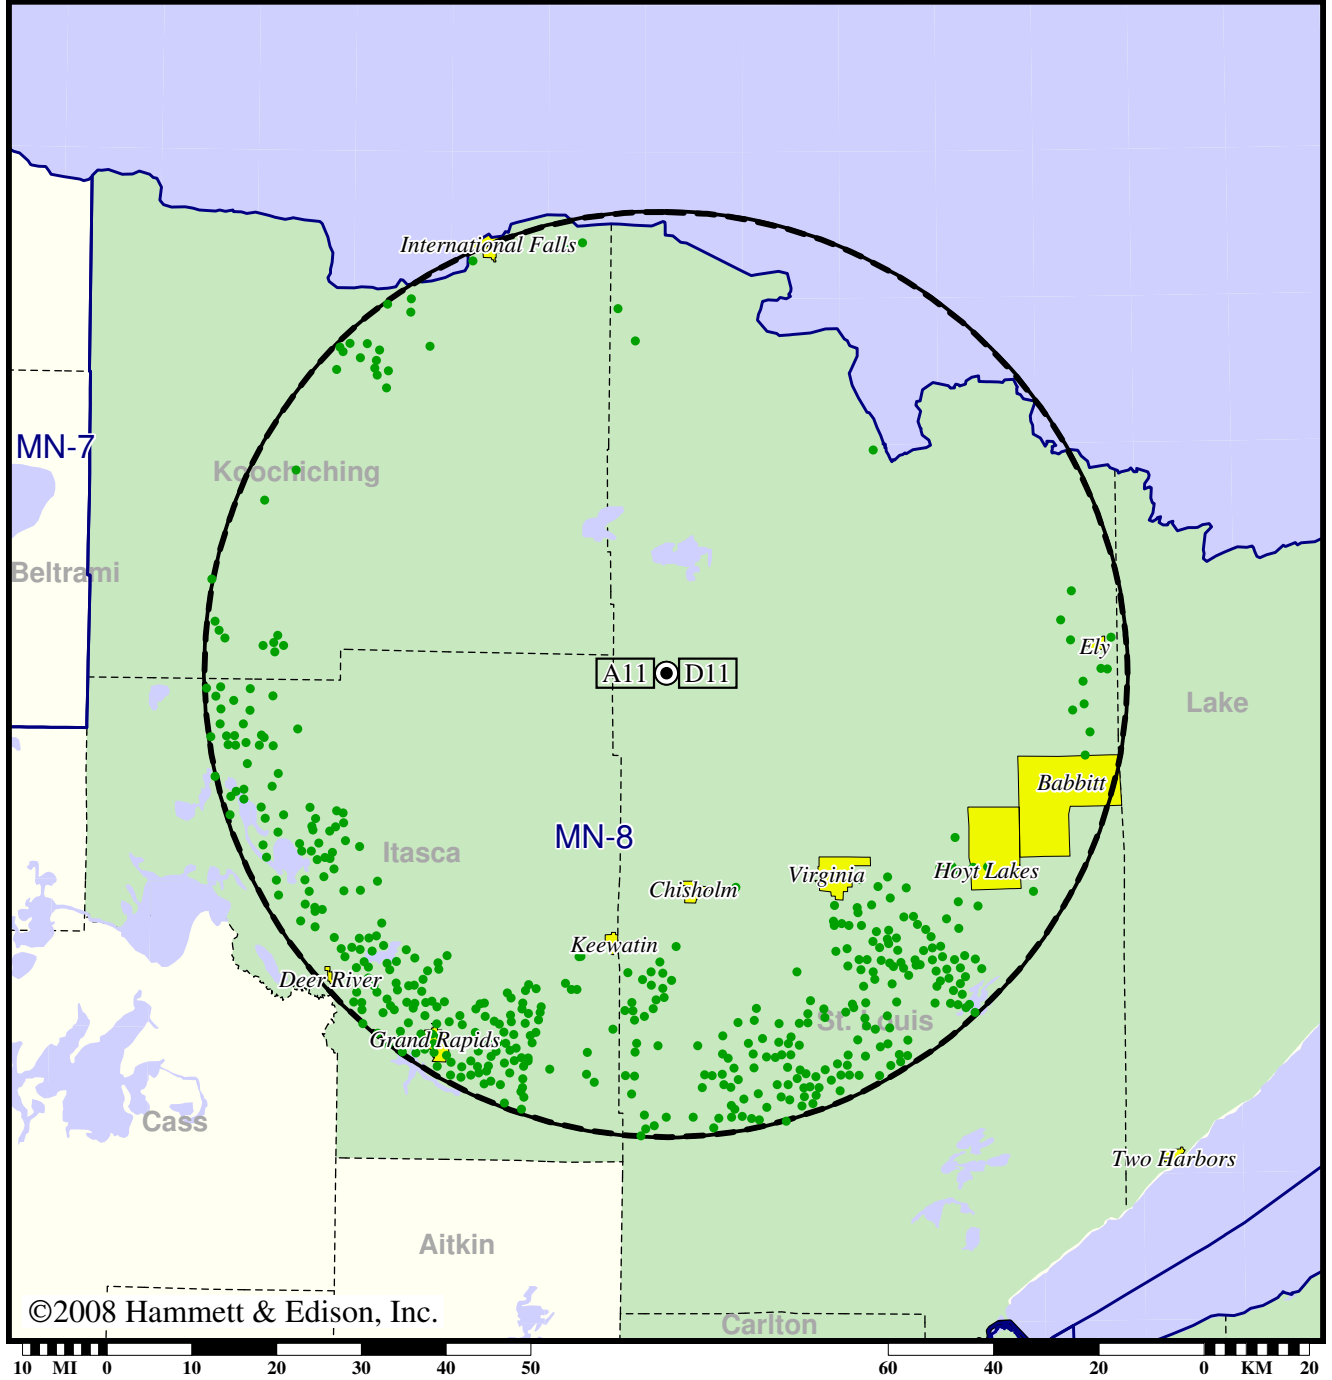 International Falls
MN-7
Koochiching
Beltrami
Ely
A11 D11
Lake
Babbitt
MN-8
Itasca
Virginia
Hoyt Lakes
Chisholm
Keewatin
Deer River
St. Louis
Grand Rapids
Cass
Two Harbors
Aitkin
©2008 Hammett & Edison, Inc.
Carlton
10 MI 0 10 20 30 40 50 60 40 20 0 KM 20